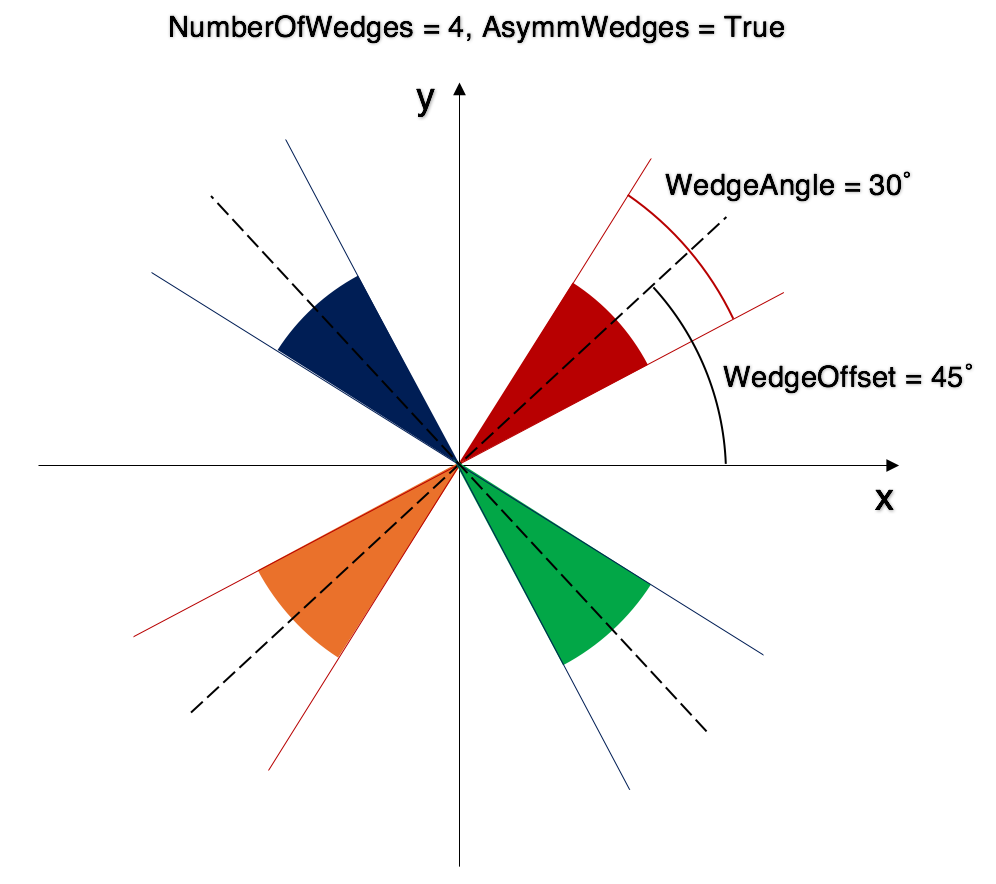 NumberOfWedges = 4, AsymmWedges = True
y
WedgeAngle = 30˚
WedgeOffset = 45˚
x